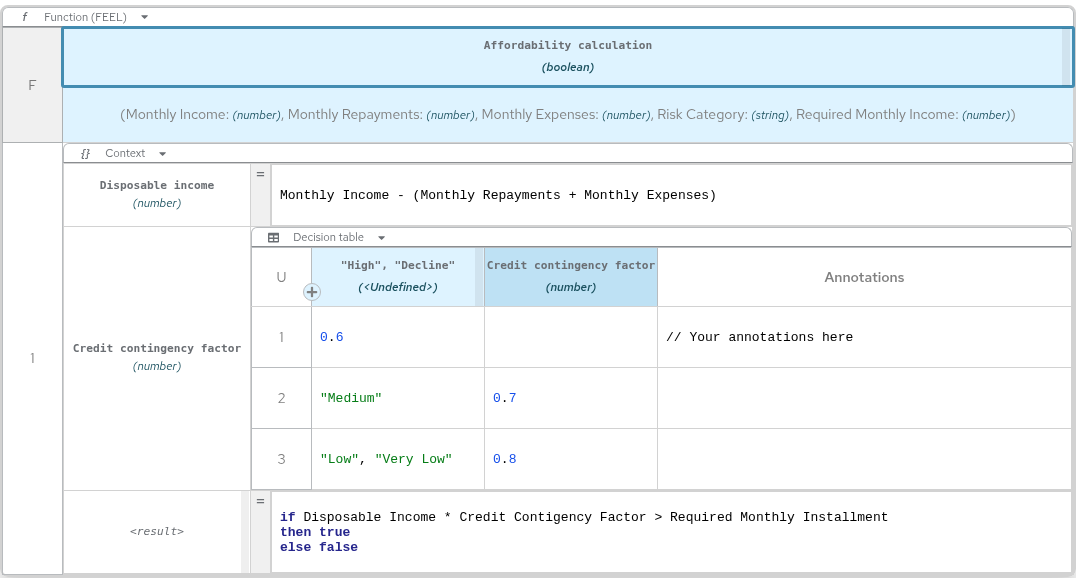 f Function (FEEL)
F
Affordability calculation
(boolean)
(Monthly Income: (number), Monthly Repayments: (number), Monthly Expenses: (number), Risk Category: (string), Required Monthly Income: (number))
1
{} Context
Disposable income
(number)
=
Monthly Income - (Monthly Repayments + Monthly Expenses)
Credit contingency factor
(number)
Decision table
U
"High", "Decline"
(<Undefined>)
Credit contingency factor
(number)
Annotations
1 0.6 // Your annotations here
2 "Medium" 0.7
3 "Low", "Very Low" 0.8
<result>
=
if Disposable Income * Credit Contigency Factor > Required Monthly Installment
then true
else false